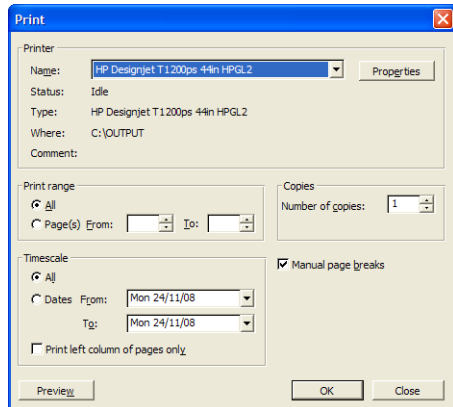 Print
Printer
Name: HP Designjet T1200ps 44in HPGL2 Properties
Status: Idle
Type: HP Designjet T1200ps 44in HPGL2
Where: C:\OUTPUT
Comment:
Print range Copies
All Number of copies: 1
Page(s) From: To:
Timescale
All Manual page breaks
Dates From: Mon 24/11/08
To: Mon 24/11/08
Print left column of pages only
Preview OK Close